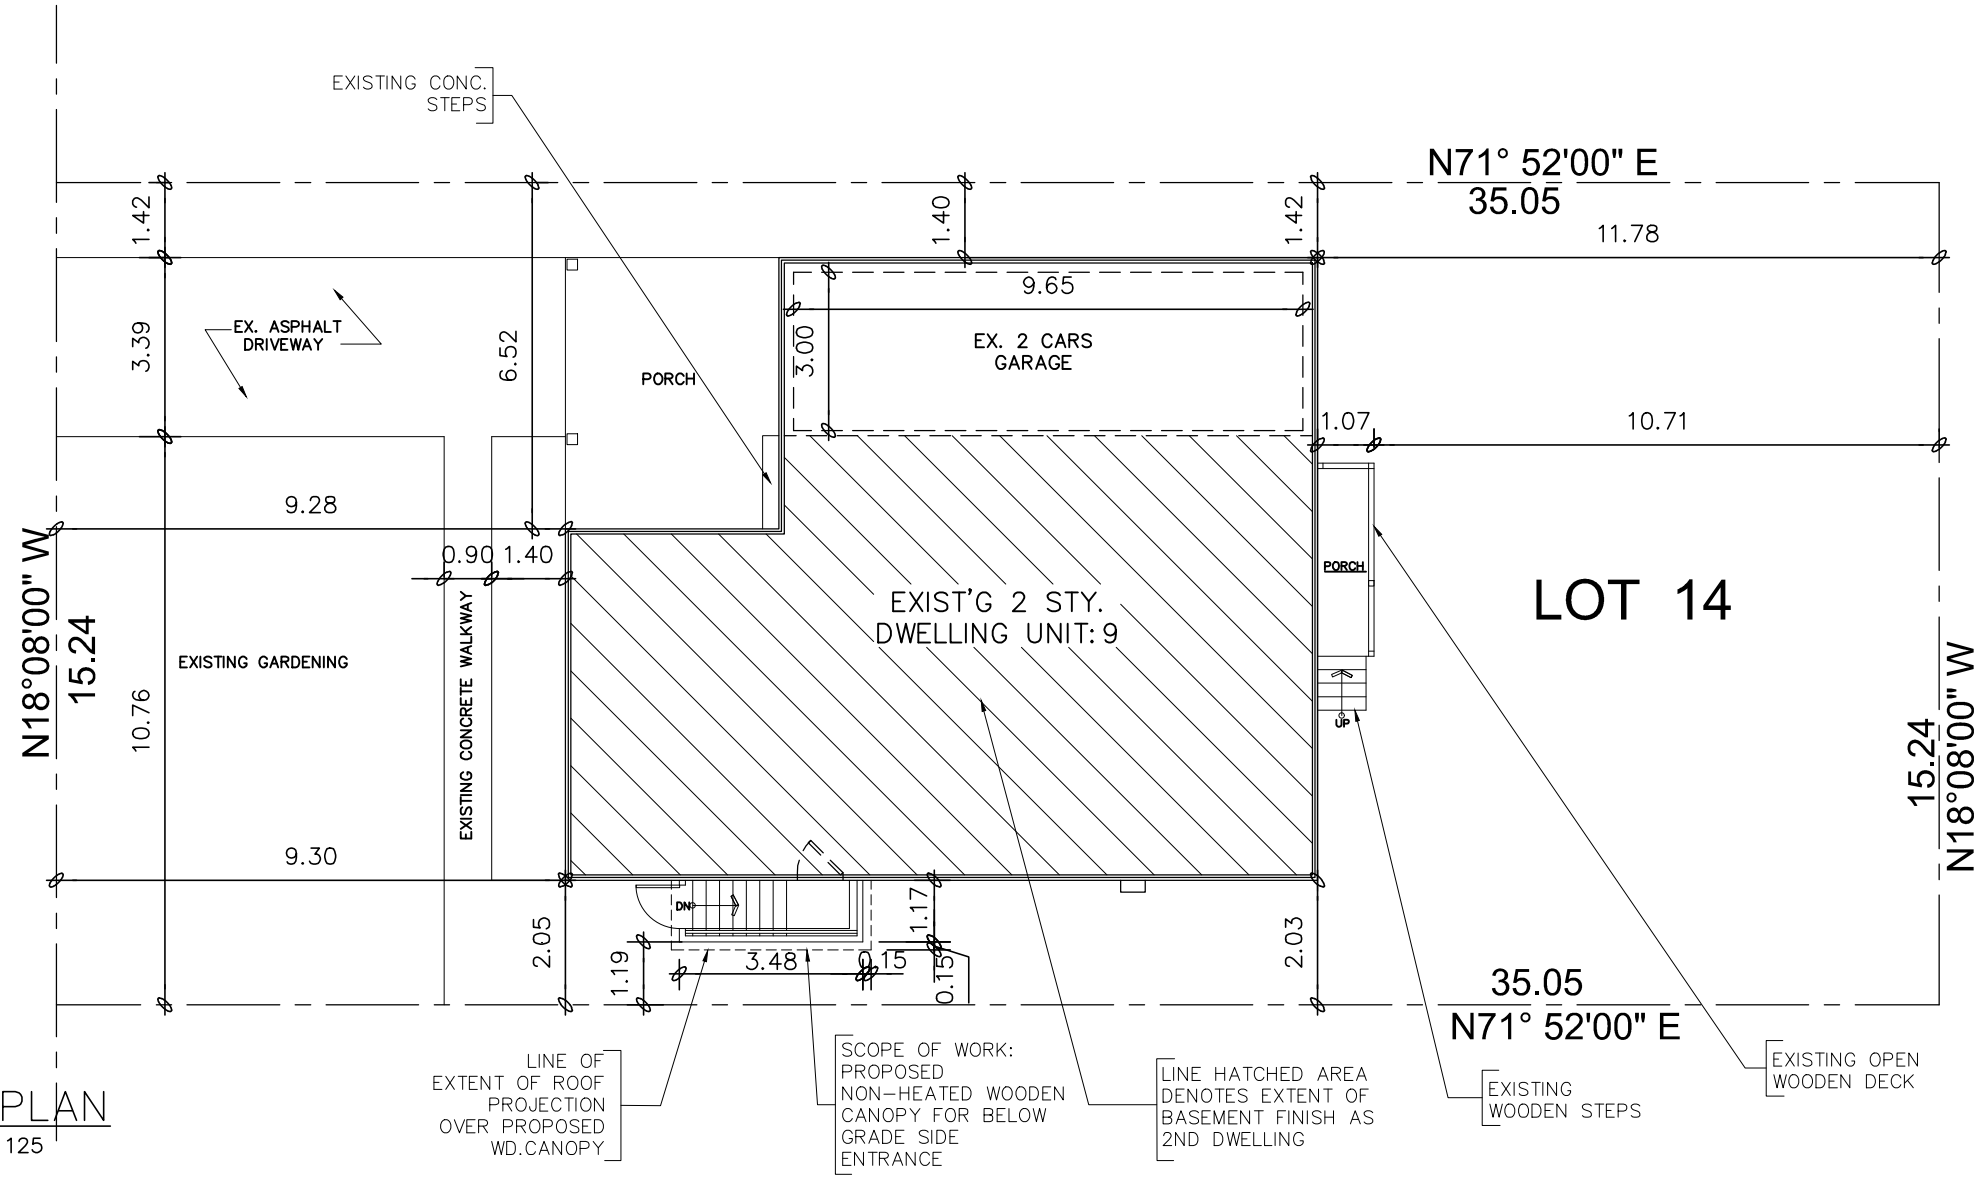 EXISTING CONC.
STEPS
N71° 52'00" E
35.05
1.42
1.40
1.42
11.78
9.65
EX. ASPHALT
DRIVEWAY
3.39
6.52
PORCH
3.00
EX. 2 CARS
GARAGE
1.07
10.71
9.28
0.90
1.40
N18°08'00" W
15.24
EXISTING GARDENING
EXISTING CONCRETE WALKWAY
10.76
EXIST'G 2 STY.
DWELLING UNIT: 9
PORCH
UP
LOT 14
15.24
N18°08'00" W
9.30
DN
2.05
1.19
3.48
0.15
1.17
0.15
2.03
35.05
N71° 52'00" E
LINE OF
EXTENT OF ROOF
PROJECTION
OVER PROPOSED
WD.CANOPY
SCOPE OF WORK:
PROPOSED
NON-HEATED WOODEN
CANOPY FOR BELOW
GRADE SIDE
ENTRANCE
LINE HATCHED AREA
DENOTES EXTENT OF
BASEMENT FINISH AS
2ND DWELLING
EXISTING
WOODEN STEPS
EXISTING OPEN
WOODEN DECK
PLAN
125